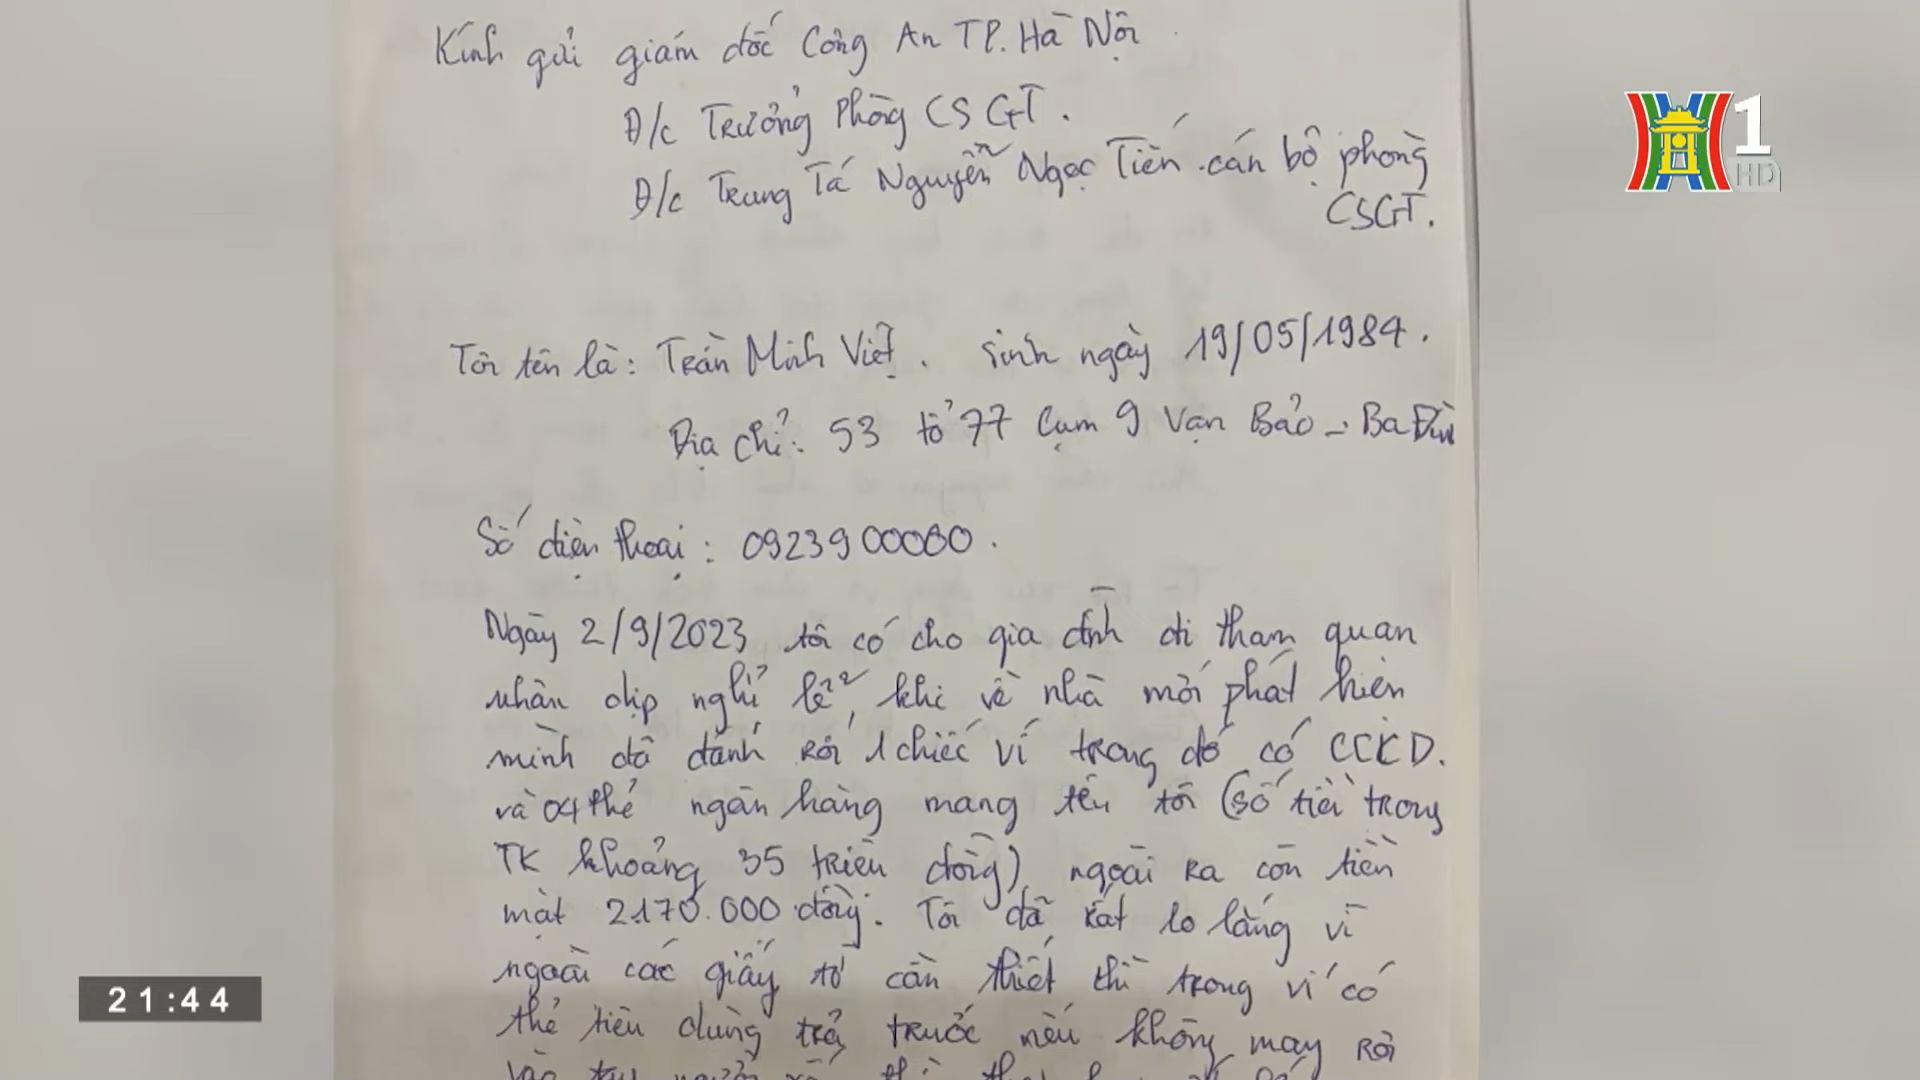 Kính gửi giám đốc Công An TP. Hà Nội
Đ/c Trưởng Phòng CSGT.
Đ/c Trung Tá Nguyễn Ngọc Tiến cán bộ phòng
CSGT.
1
HD
Tôi tên là: Trần Minh Việt. Sinh ngày 19/05/1984.
Địa chỉ: 53 tổ 77 Cụm 9 Vạn Bảo - Ba Đình
Số điện thoại: 0923900060.
Ngày 2/9/2023 tôi có cho gia đình đi tham quan
nhân dịp nghỉ lễ 2/9, khi về nhà mới phát hiện
mình đã đánh rơi 1 chiếc ví trong đó có CCCD.
và 04 thẻ ngân hàng mang tên tôi (số tiền trong
TK khoảng 35 triệu đồng) ngoài ra còn tiền
mặt 2170.000 đồng. Tôi đã rất lo lắng vì
ngoài các giấy tờ cần thiết thì trong ví có
thẻ tiêu dùng trả trước nếu không may rơi
21:44